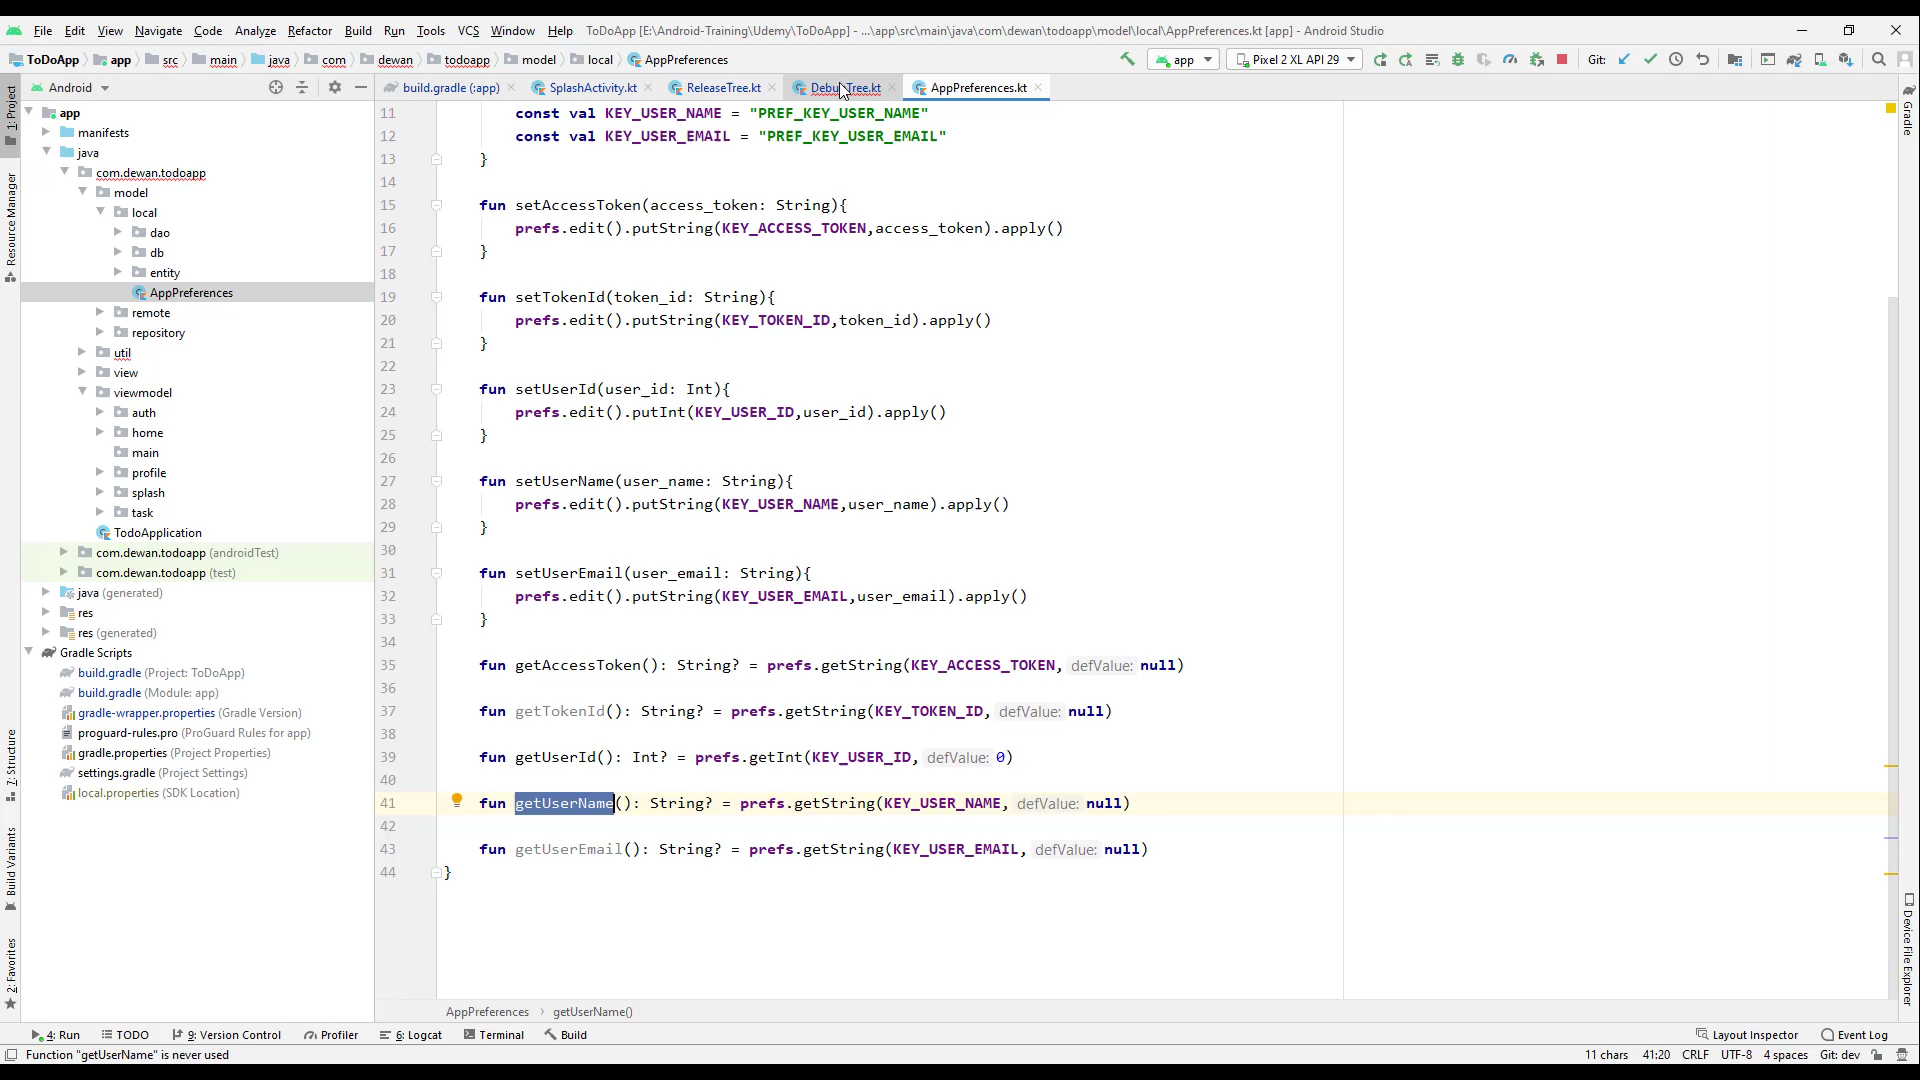 File Edit View Navigate Code Analyze Refactor Build Run Tools VCS Window Help ToDoApp [E:\Android-Training\Udemy\ToDoApp] - ...\app\src\main\java\com\dewan\todoapp\model\local\AppPreferences.kt [app] - Android Studio
ToDoApp app src main java com dewan todoapp model local AppPreferences app Pixel 2 XL API 29 Git:
Android build.gradle (:app) SplashActivity.kt ReleaseTree.kt AppPreferences.kt
1: Project
Resource Manager
7: Structure
Build Variants
2: Favorites
app
manifests
java
com.dewan.todoapp
model
local
dao
db
entity
AppPreferences
remote
repository
util
view
viewmodel
auth
home
main
profile
splash
task
TodoApplication
com.dewan.todoapp (androidTest)
com.dewan.todoapp (test)
java (generated)
res
res (generated)
Gradle Scripts
build.gradle (Project: ToDoApp)
build.gradle (Module: app)
gradle-wrapper.properties (Gradle Version)
proguard-rules.pro (ProGuard Rules for app)
gradle.properties (Project Properties)
settings.gradle (Project Settings)
local.properties (SDK Location)
11 const val KEY_USER_NAME = "PREF_KEY_USER_NAME"
12 const val KEY_USER_EMAIL = "PREF_KEY_USER_EMAIL"
13 }
14
15 fun setAccessToken(access_token: String){
16 prefs.edit().putString(KEY_ACCESS_TOKEN,access_token).apply()
17 }
18
19 fun setTokenId(token_id: String){
20 prefs.edit().putString(KEY_TOKEN_ID,token_id).apply()
21 }
22
23 fun setUserId(user_id: Int){
24 prefs.edit().putInt(KEY_USER_ID,user_id).apply()
25 }
26
27 fun setUserName(user_name: String){
28 prefs.edit().putString(KEY_USER_NAME,user_name).apply()
29 }
30
31 fun setUserEmail(user_email: String){
32 prefs.edit().putString(KEY_USER_EMAIL,user_email).apply()
33 }
34
35 fun getAccessToken(): String? = prefs.getString(KEY_ACCESS_TOKEN, defValue: null)
36
37 fun getTokenId(): String? = prefs.getString(KEY_TOKEN_ID, defValue: null)
38
39 fun getUserId(): Int? = prefs.getInt(KEY_USER_ID, defValue: 0)
40
41 fun getUserName(): String? = prefs.getString(KEY_USER_NAME, defValue: null)
42
43 fun getUserEmail(): String? = prefs.getString(KEY_USER_EMAIL, defValue: null)
44 }
Gradle
Device File Explorer
AppPreferences › getUserName()
4: Run TODO 9: Version Control Profiler 6: Logcat Terminal Build Layout Inspector Event Log
Function "getUserName" is never used 11 chars 41:20 CRLF UTF-8 4 spaces Git: dev